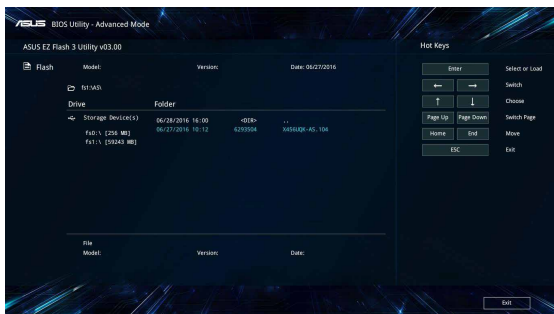 ASUS BIOS Utility - Advanced Mode
ASUS EZ Flash 3 Utility v03.00
Hot Keys
Flash Model: Version: Date: 06/27/2016
fs1:\AS\
Drive Folder
Storage Device(s) 06/28/2016 16:00 <DIR> ..
06/27/2016 10:12 6293504 X456UQK-AS.104
fs0:\ [256 MB]
fs1:\ [59243 MB]
File
Model: Version: Date:
Enter Select or Load
← → Switch
↑ ↓ Choose
Page Up Page Down Switch Page
Home End Move
ESC Exit
Exit